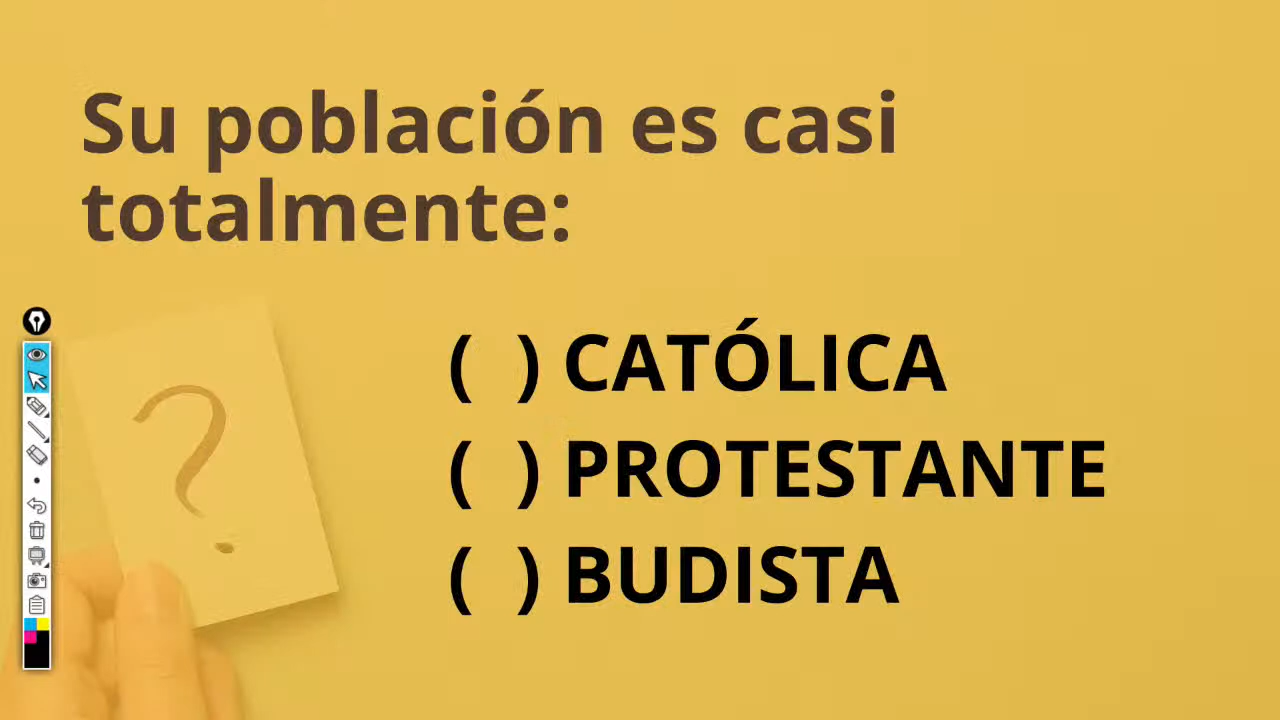 Su población es casi
totalmente:
( ) CATÓLICA
( ) PROTESTANTE
( ) BUDISTA